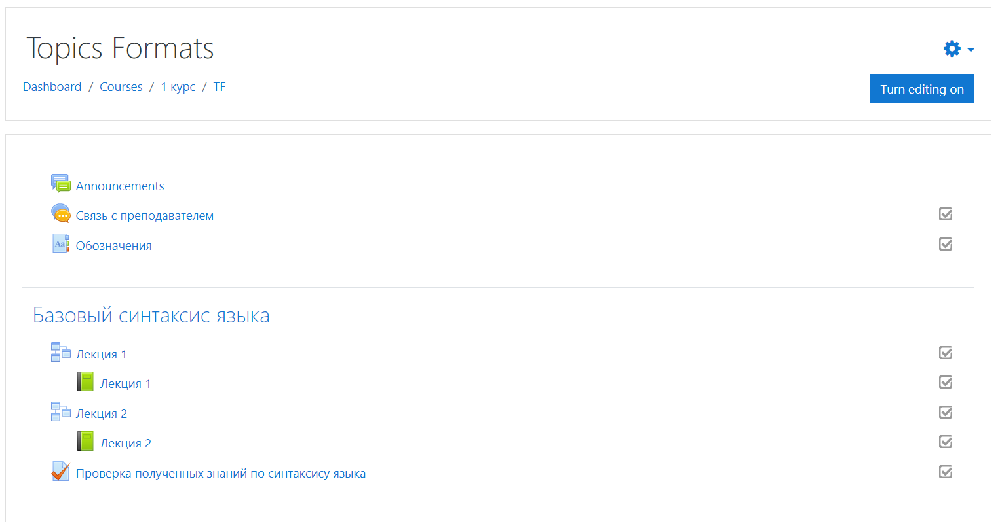 Topics Formats
Dashboard / Courses / 1 курс / TF
Turn editing on
Announcements
Связь с преподавателем
Aa
Обозначения
Базовый синтаксис языка
Лекция 1
Лекция 1
Лекция 2
Лекция 2
Проверка полученных знаний по синтаксису языка